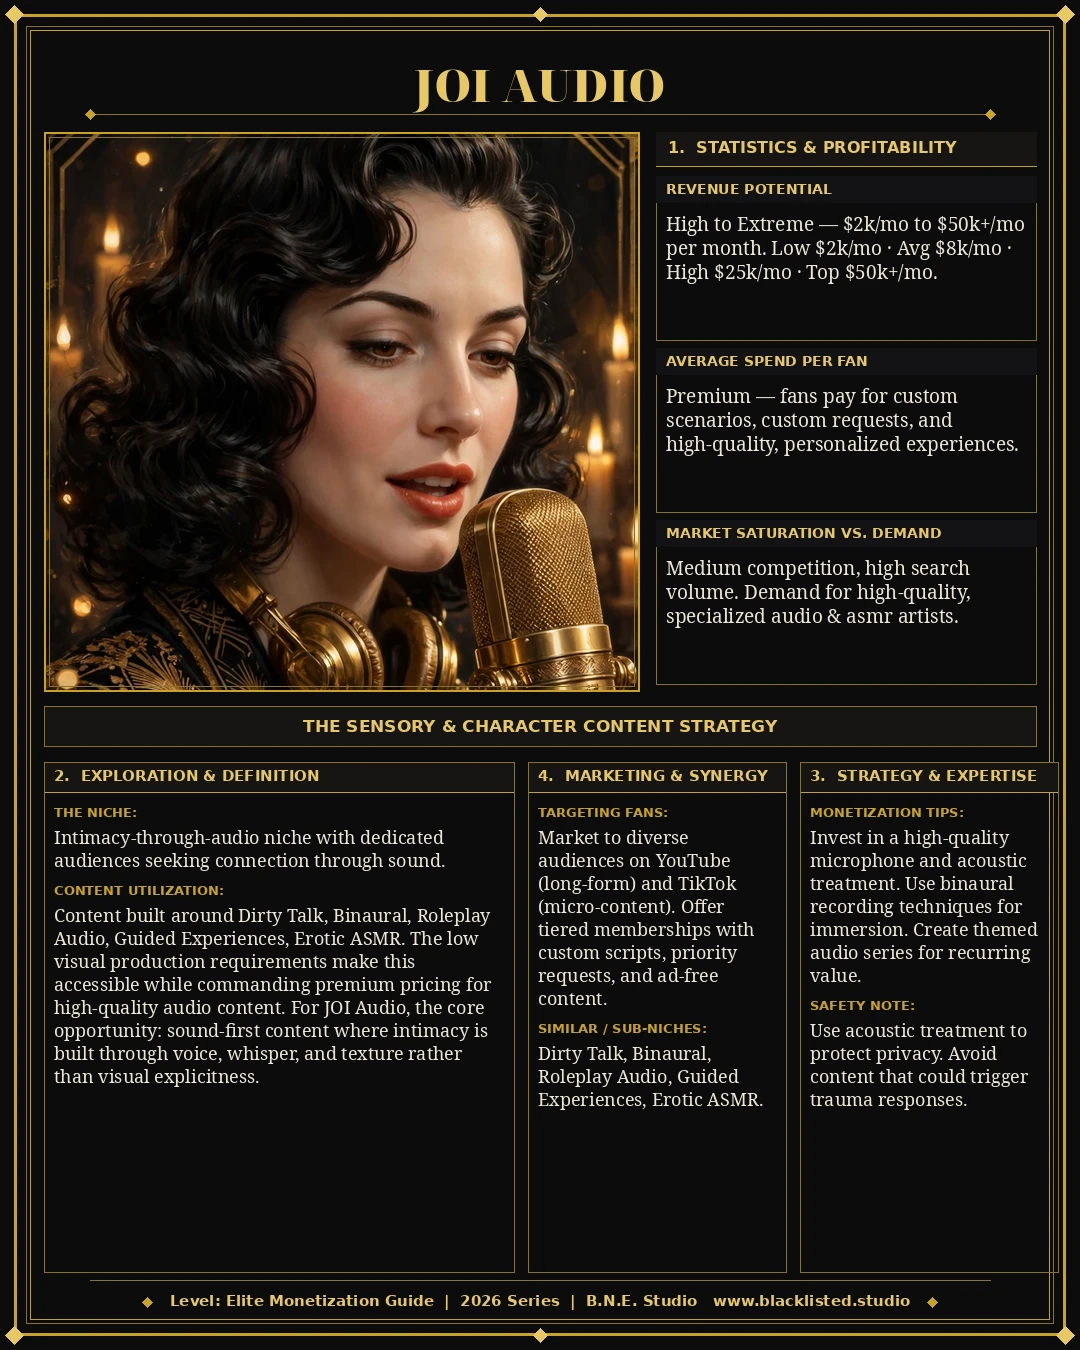 JOI AUDIO
1. STATISTICS & PROFITABILITY
REVENUE POTENTIAL
High to Extreme — $2k/mo to $50k+/mo
per month. Low $2k/mo · Avg $8k/mo ·
High $25k/mo · Top $50k+/mo.
AVERAGE SPEND PER FAN
Premium — fans pay for custom
scenarios, custom requests, and
high-quality, personalized experiences.
MARKET SATURATION VS. DEMAND
Medium competition, high search
volume. Demand for high-quality,
specialized audio & asmr artists.
THE SENSORY & CHARACTER CONTENT STRATEGY
2. EXPLORATION & DEFINITION
THE NICHE:
Intimacy-through-audio niche with dedicated
audiences seeking connection through sound.
CONTENT UTILIZATION:
Content built around Dirty Talk, Binaural, Roleplay
Audio, Guided Experiences, Erotic ASMR. The low
visual production requirements make this
accessible while commanding premium pricing for
high-quality audio content. For JOI Audio, the core
opportunity: sound-first content where intimacy is
built through voice, whisper, and texture rather
than visual explicitness.
4. MARKETING & SYNERGY
TARGETING FANS:
Market to diverse
audiences on YouTube
(long-form) and TikTok
(micro-content). Offer
tiered memberships with
custom scripts, priority
requests, and ad-free
content.
SIMILAR / SUB-NICHES:
Dirty Talk, Binaural,
Roleplay Audio, Guided
Experiences, Erotic ASMR.
3. STRATEGY & EXPERTISE
MONETIZATION TIPS:
Invest in a high-quality
microphone and acoustic
treatment. Use binaural
recording techniques for
immersion. Create themed
audio series for recurring
value.
SAFETY NOTE:
Use acoustic treatment to
protect privacy. Avoid
content that could trigger
trauma responses.
Level: Elite Monetization Guide | 2026 Series | B.N.E. Studio www.blacklisted.studio